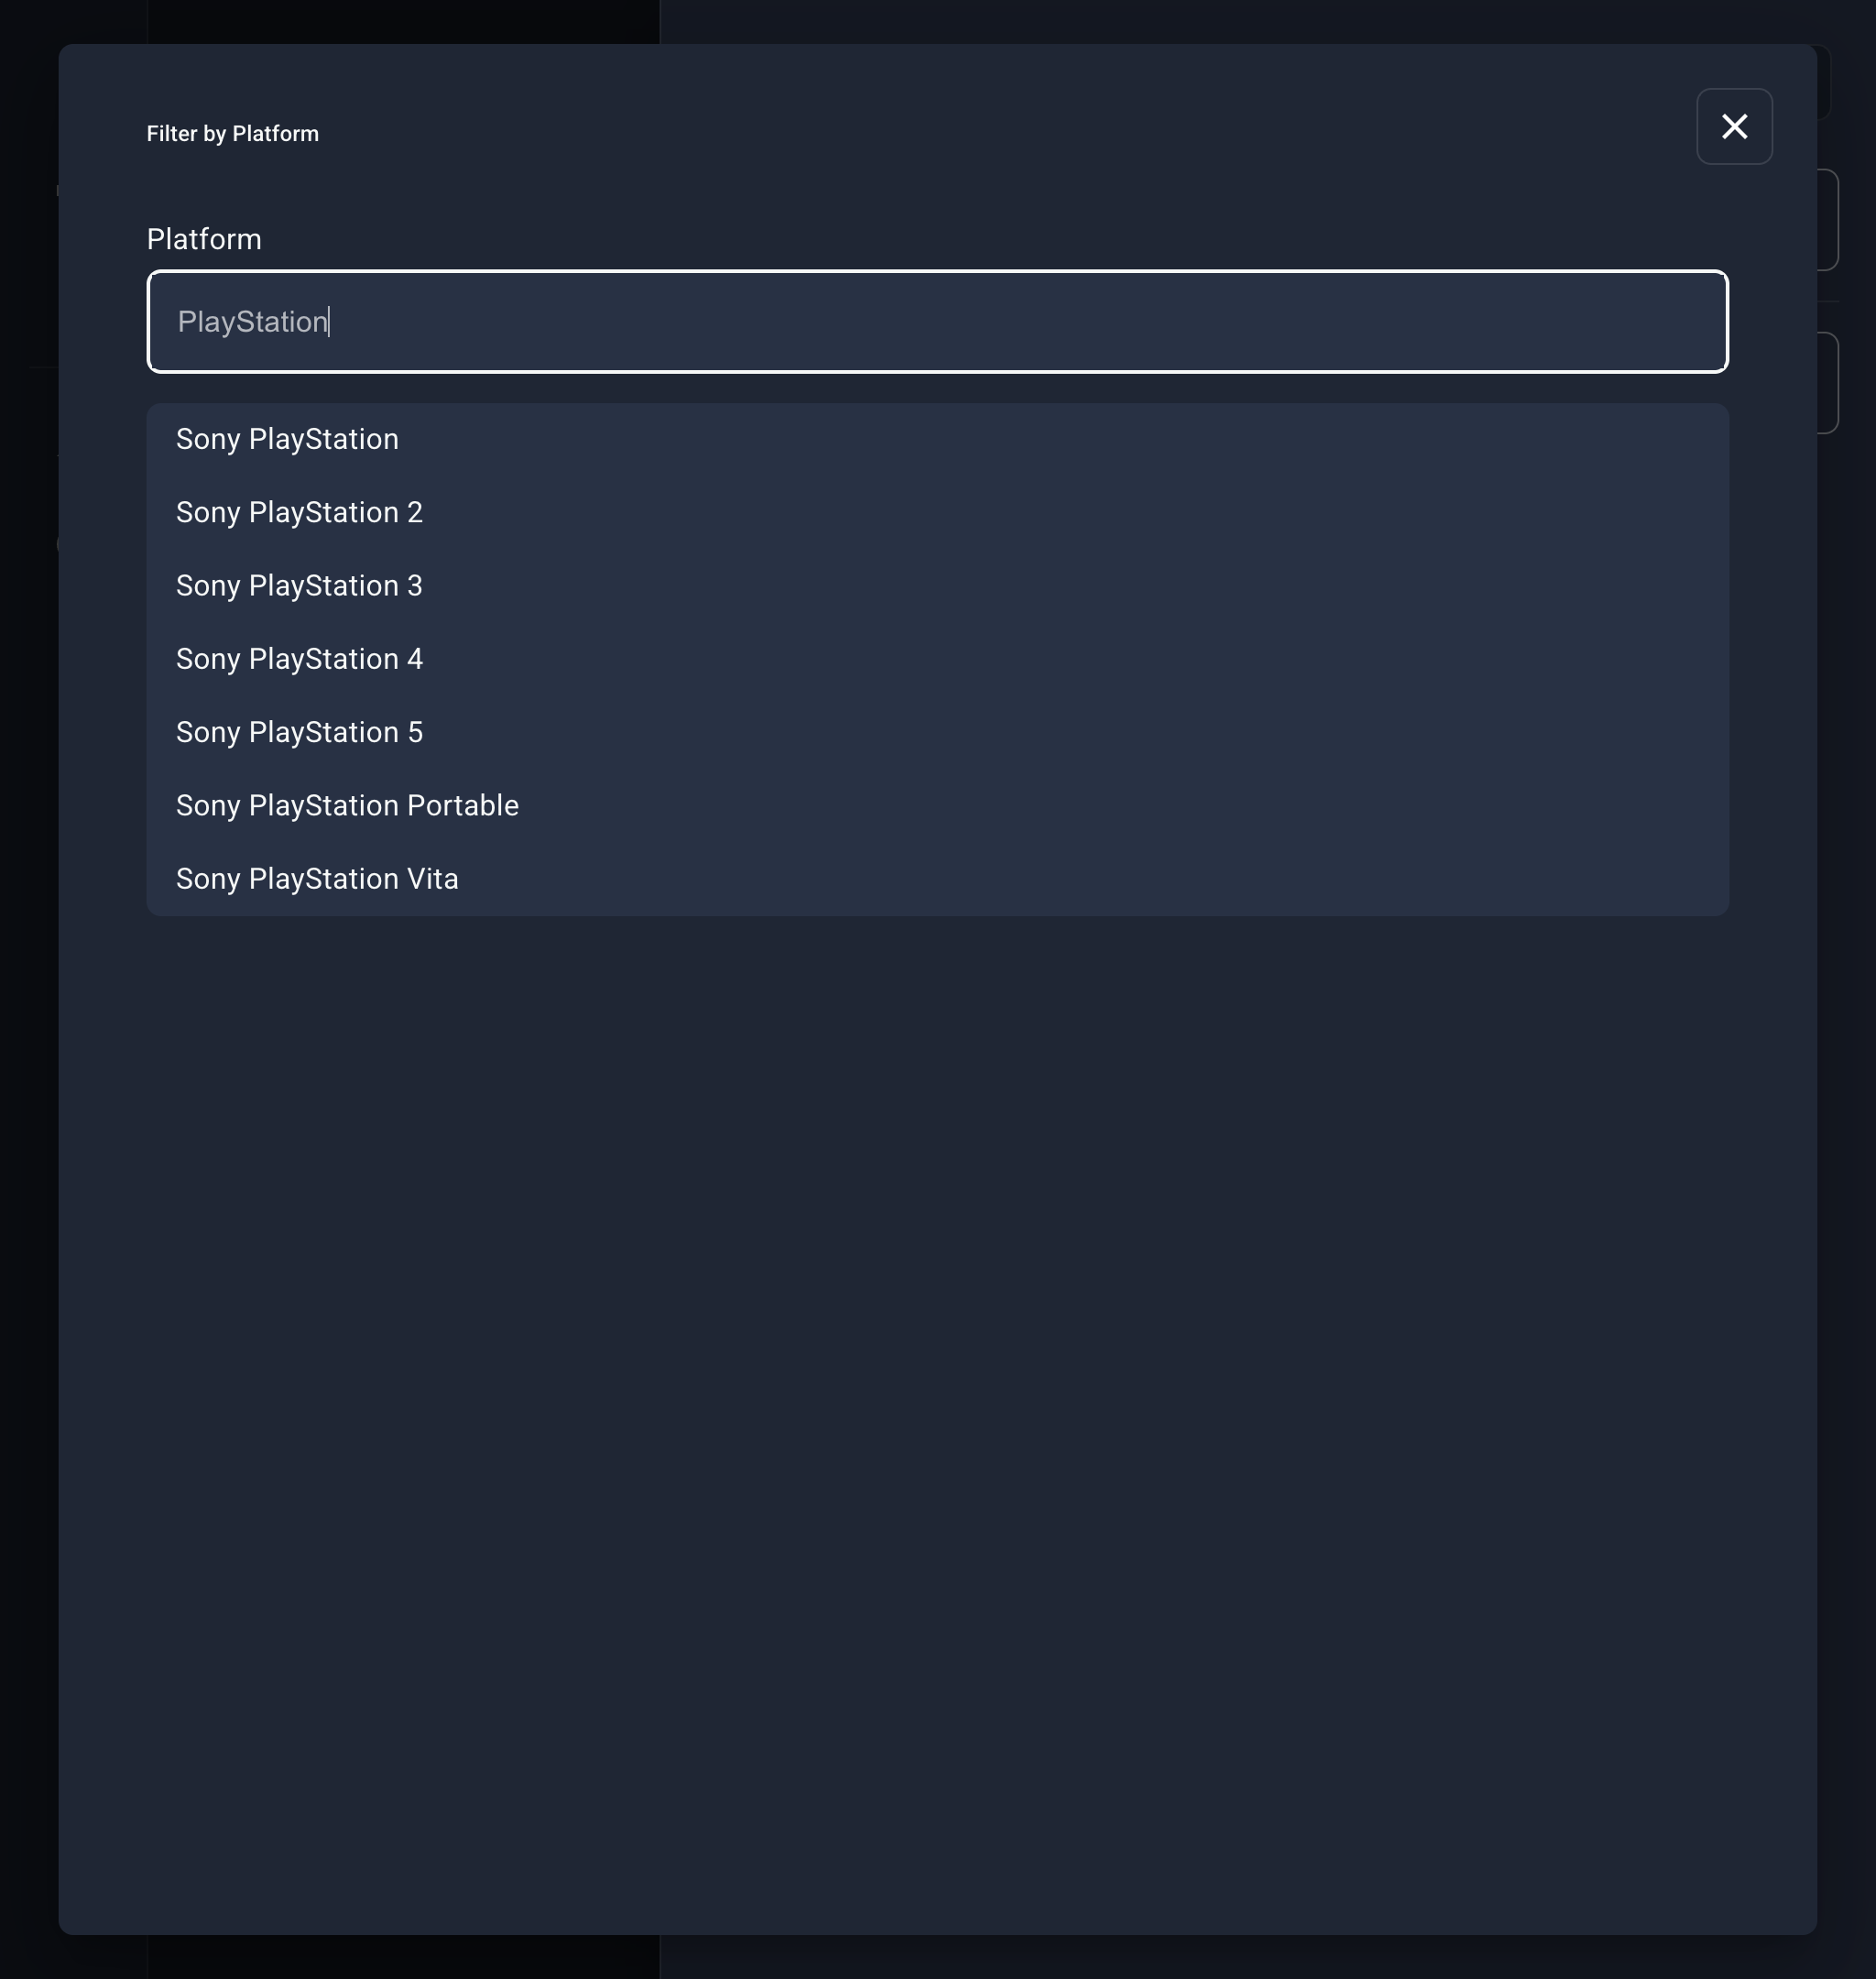 Filter by Platform
Platform
PlayStation
Sony PlayStation
Sony PlayStation 2
Sony PlayStation 3
Sony PlayStation 4
Sony PlayStation 5
Sony PlayStation Portable
Sony PlayStation Vita